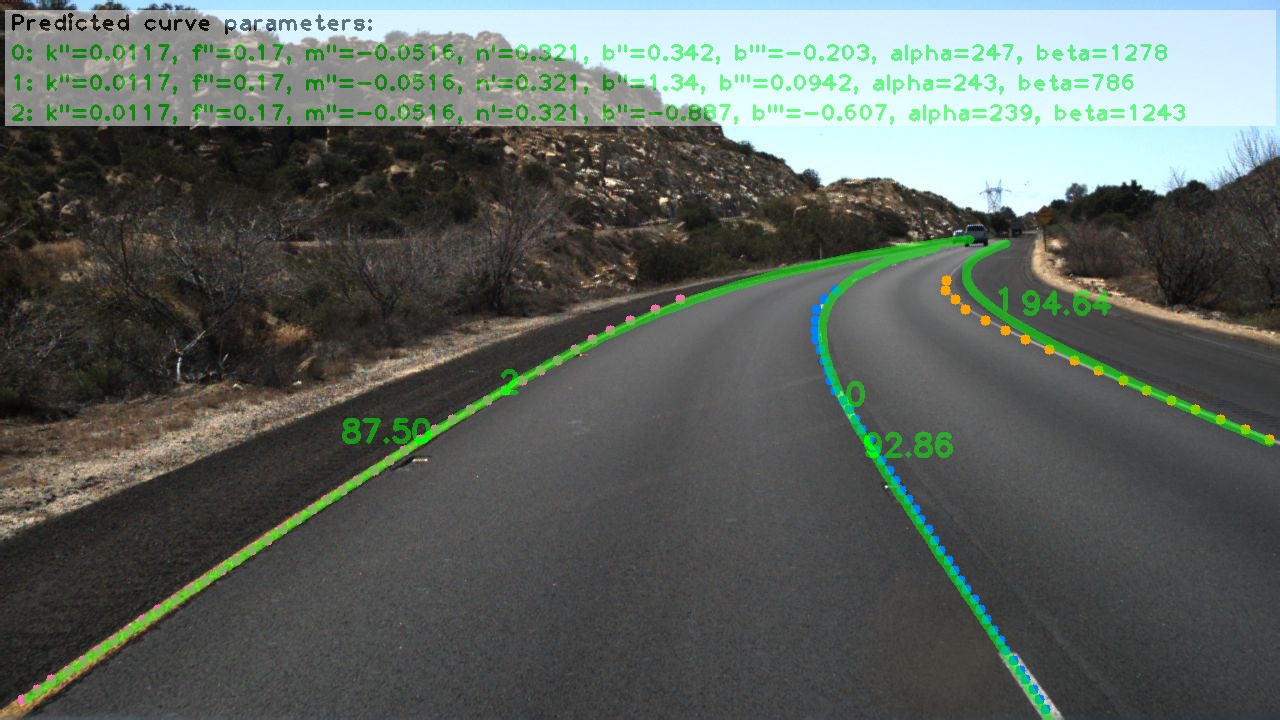 Predicted curve parameters:
0: k''=0.0117, f''=0.17, m''=-0.0516, n'=0.321, b''=0.342, b'''=-0.203, alpha=247, beta=1278
1: k''=0.0117, f''=0.17, m''=-0.0516, n'=0.321, b''=1.34, b'''=0.0942, alpha=243, beta=786
2: k''=0.0117, f''=0.17, m''=-0.0516, n'=0.321, b''=-0.887, b'''=-0.607, alpha=239, beta=1243
1 94.64
2
0
87.50
92.86